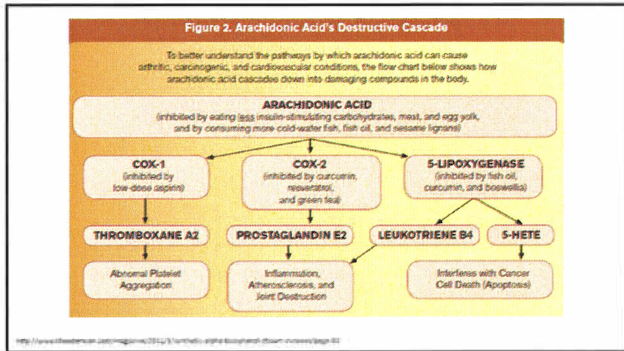 Figure 2. Arachidonic Acid's Destructive Cascade
To better understand the pathways by which arachidonic acid can cause
arthritic, carcinogenic, and cardiovascular conditions, the flow chart below shows how
arachidonic acid cascades down into damaging compounds in the body.
ARACHIDONIC ACID
(inhibited by eating less insulin-stimulating carbohydrates, meat, and egg yolk,
and by consuming more cold-water fish, fish oil, and sesame lignans)
COX-1
(inhibited by
low-dose aspirin)
COX-2
(inhibited by curcumin,
resveratrol,
and green tea)
5-LIPOXYGENASE
(inhibited by fish oil,
curcumin, and boswellia)
THROMBOXANE A2
PROSTAGLANDIN E2
LEUKOTRIENE B4
5-HETE
Abnormal Platelet
Aggregation
Inflammation,
Atherosclerosis, and
Joint Destruction
Interferes with Cancer
Cell Death (Apoptosis)